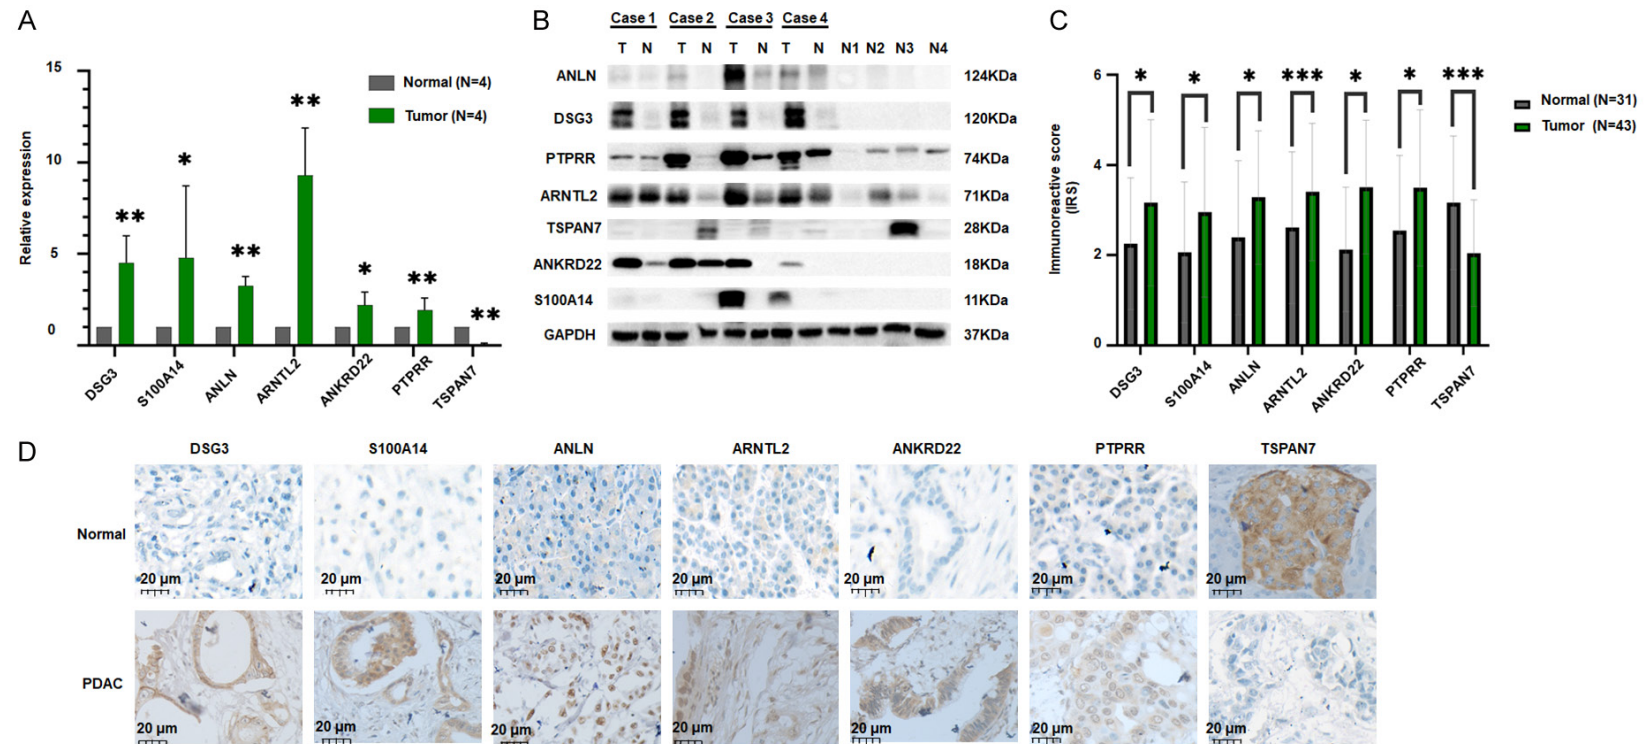 A
15
10
5
0
Relative expression
Normal (N=4)
Tumor (N=4)
**
*
**
**
*
**
**
DSG3
S100A14
ANLN
ARNTL2
ANKRD22
PTPRR
TSPAN7
B
Case 1 Case 2 Case 3 Case 4
T N T N T N T N N1 N2 N3 N4
ANLN 124KDa
DSG3 120KDa
PTPRR 74KDa
ARNTL2 71KDa
TSPAN7 28KDa
ANKRD22 18KDa
S100A14 11KDa
GAPDH 37KDa
C
6
4
2
0
Immunoreactive score
(IRS)
* * * *** * * ***
Normal (N=31)
Tumor (N=43)
DSG3
S100A14
ANLN
ARNTL2
ANKRD22
PTPRR
TSPAN7
D
DSG3 S100A14 ANLN ARNTL2 ANKRD22 PTPRR TSPAN7
Normal
20 μm 20 μm 20 μm 20 μm 20 μm 20 μm 20 μm
PDAC
20 μm 20 μm 20 μm 20 μm 20 μm 20 μm 20 μm